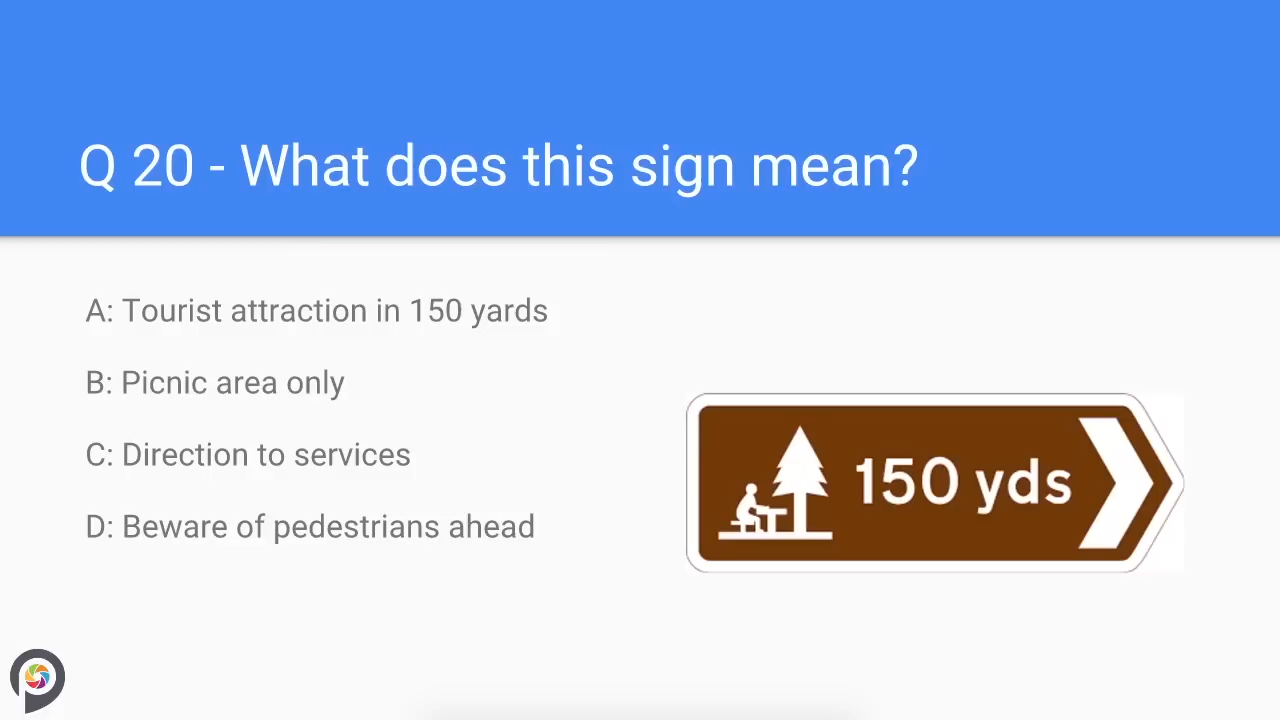 Q 20 - What does this sign mean?
A: Tourist attraction in 150 yards
B: Picnic area only
C: Direction to services
D: Beware of pedestrians ahead
150 yds